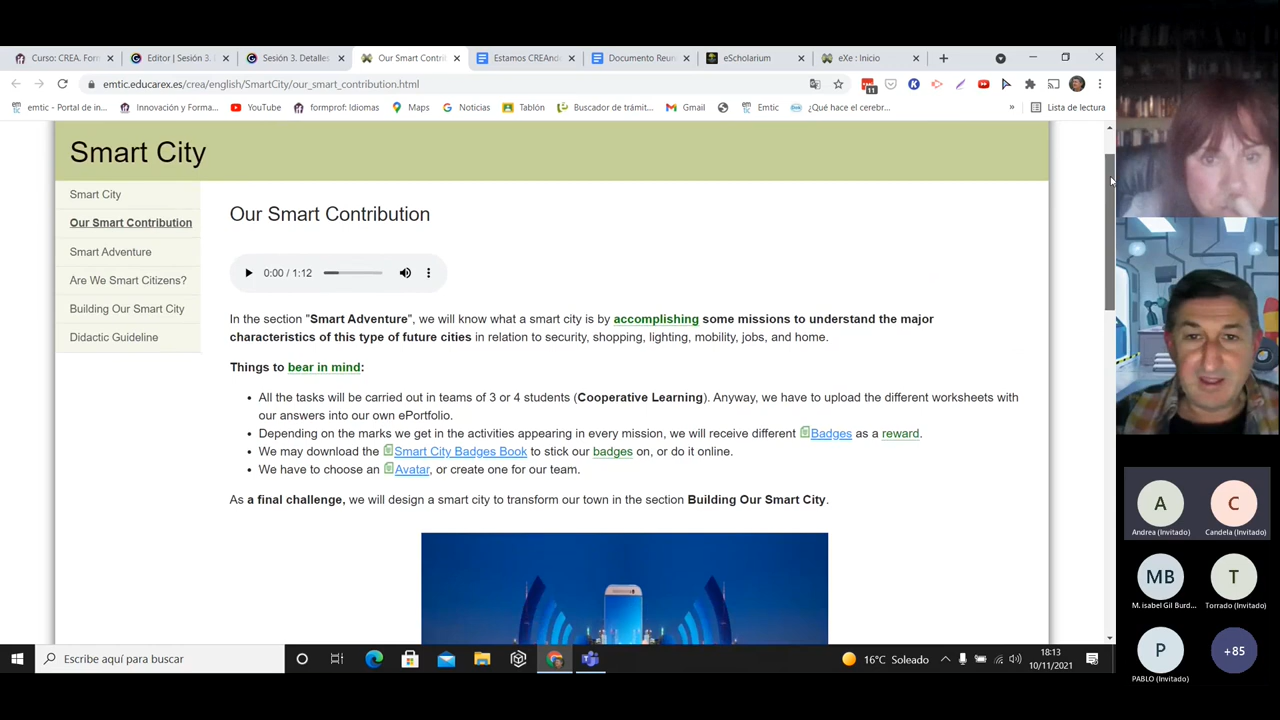 Curso: CREA. Forn
Editor | Sesión 3. I
Sesión 3. Detalles
Our Smart Contrib
Estamos CREAnd
Documento Reun
eScholarium
eXe : Inicio
emtic.educarex.es/crea/english/SmartCity/our_smart_contribution.html
11
emtic - Portal de in...
Innovación y Forma...
YouTube
formprof: Idiomas
Maps
Noticias
Tablón
Buscador de trámit...
Gmail
Emtic
¿Qué hace el cerebr...
»
Lista de lectura
Smart City
Smart City
Our Smart Contribution
Smart Adventure
Are We Smart Citizens?
Building Our Smart City
Didactic Guideline
Our Smart Contribution
0:00 / 1:12
In the section "Smart Adventure", we will know what a smart city is by accomplishing some missions to understand the major
characteristics of this type of future cities in relation to security, shopping, lighting, mobility, jobs, and home.
Things to bear in mind:
All the tasks will be carried out in teams of 3 or 4 students (Cooperative Learning). Anyway, we have to upload the different worksheets with
our answers into our own ePortfolio.
Depending on the marks we get in the activities appearing in every mission, we will receive different Badges as a reward.
We may download the Smart City Badges Book to stick our badges on, or do it online.
We have to choose an Avatar, or create one for our team.
As a final challenge, we will design a smart city to transform our town in the section Building Our Smart City.
A
C
Andrea (Invitado)
Candela (Invitado)
MB
T
M. isabel Gil Burd...
Torrado (Invitado)
P
+85
PABLO (Invitado)
Escribe aquí para buscar
16°C Soleado
18:13
10/11/2021